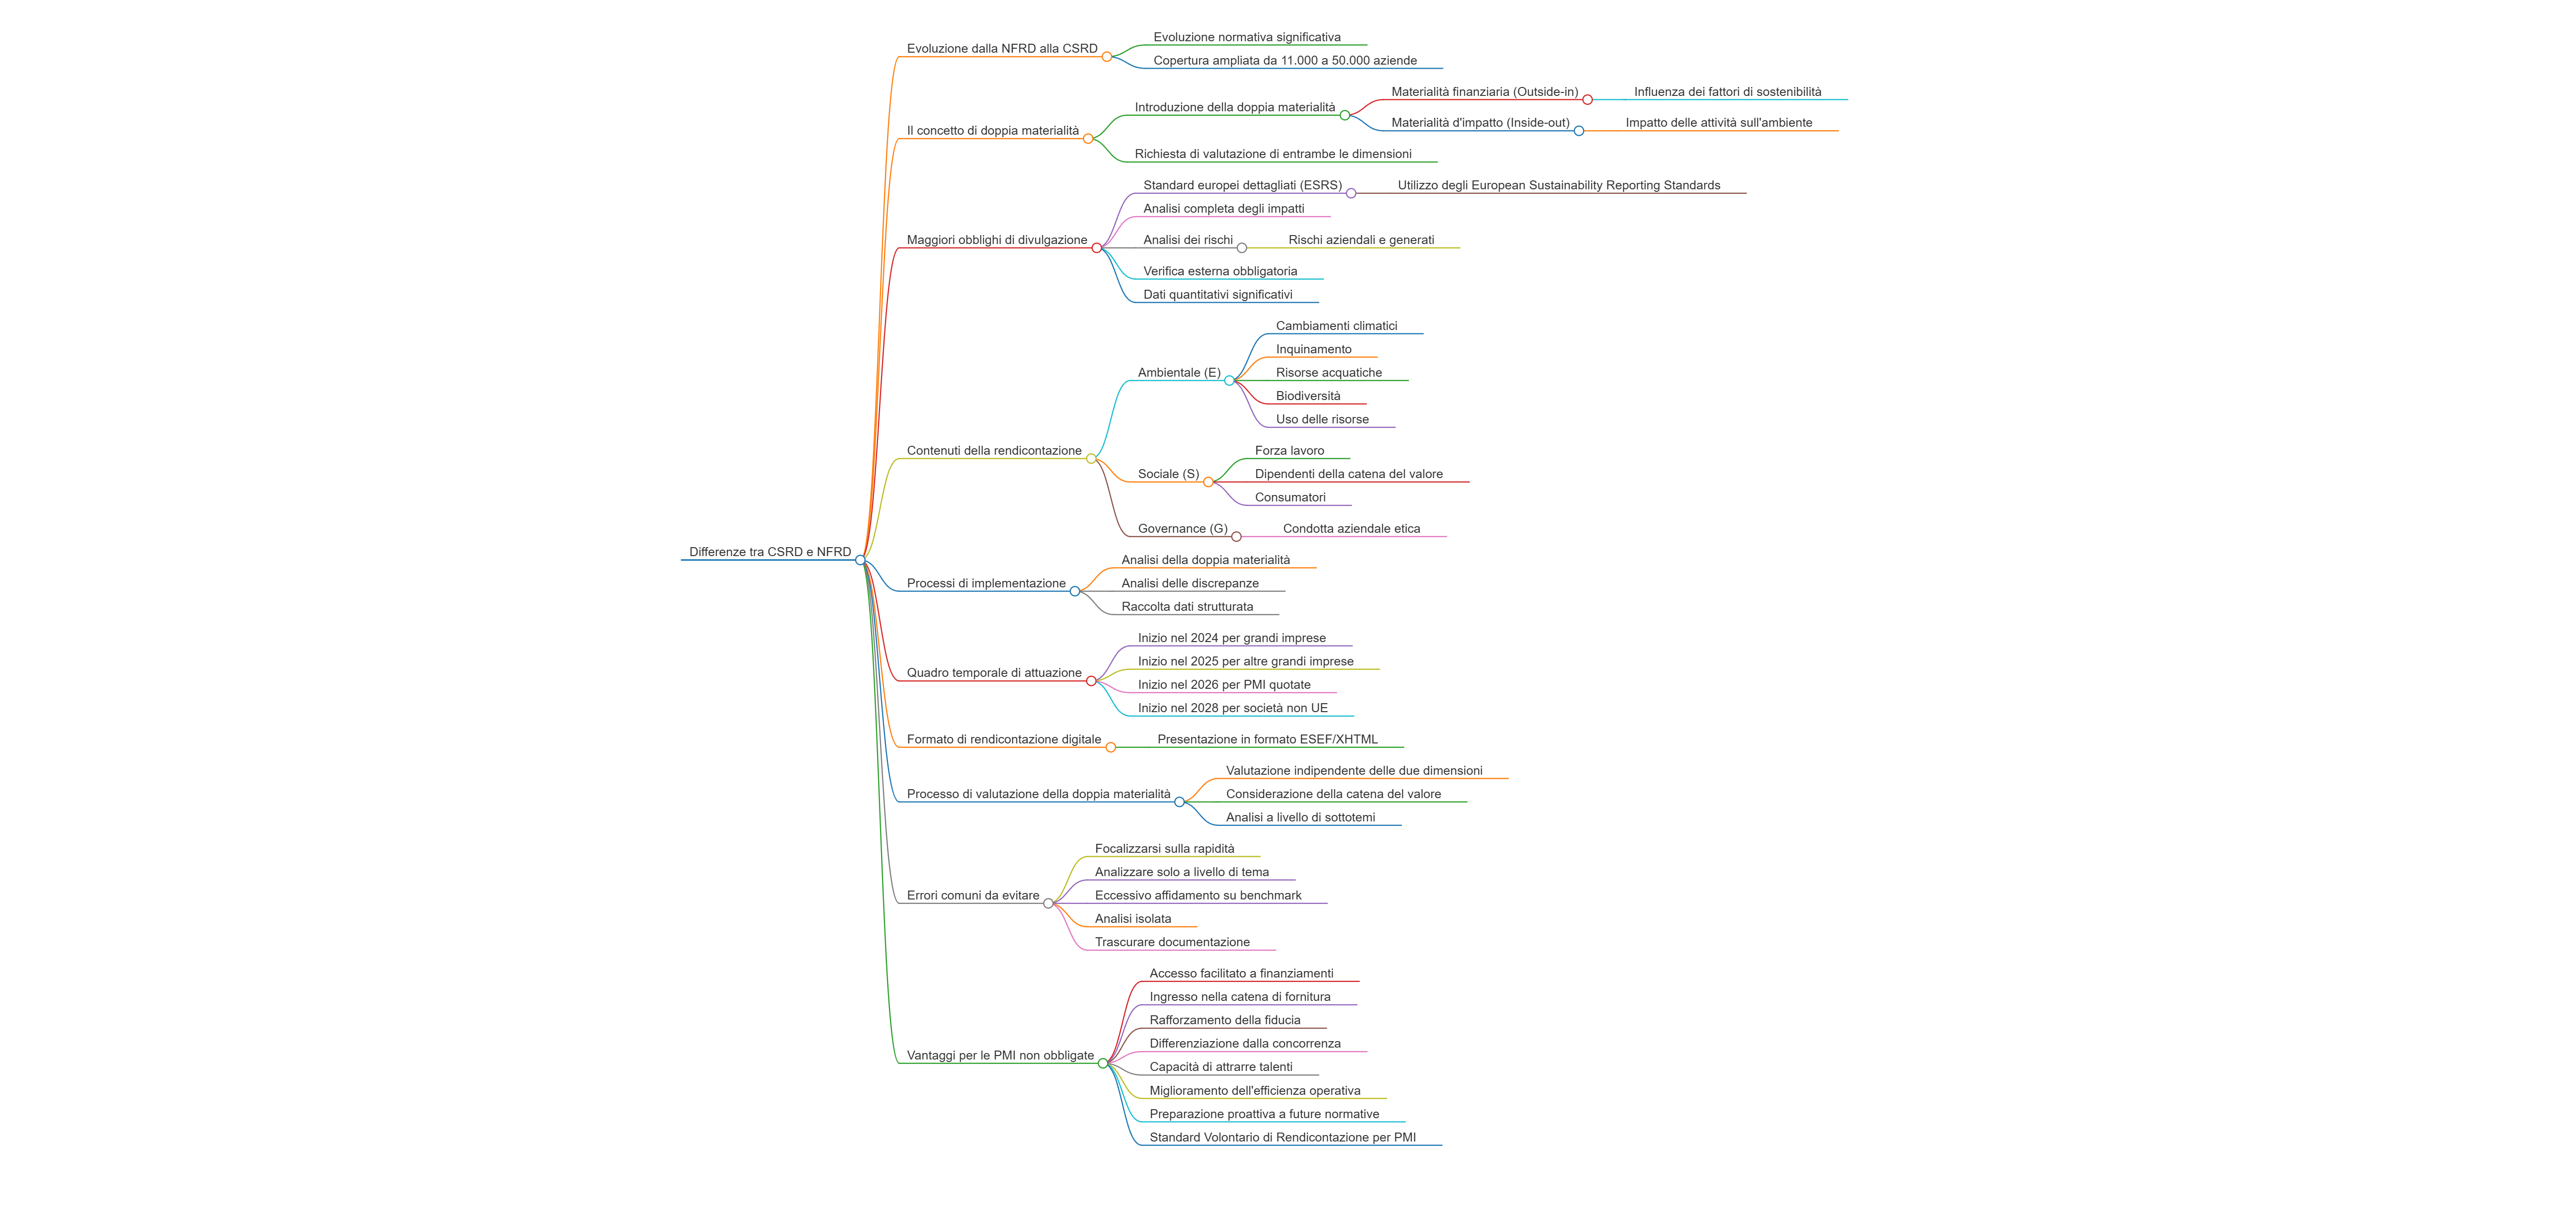 Differenze tra CSRD e NFRD
Evoluzione dalla NFRD alla CSRD
Evoluzione normativa significativa
Copertura ampliata da 11.000 a 50.000 aziende
Il concetto di doppia materialità
Introduzione della doppia materialità
Materialità finanziaria (Outside-in)
Influenza dei fattori di sostenibilità
Materialità d'impatto (Inside-out)
Impatto delle attività sull'ambiente
Richiesta di valutazione di entrambe le dimensioni
Maggiori obblighi di divulgazione
Standard europei dettagliati (ESRS)
Utilizzo degli European Sustainability Reporting Standards
Analisi completa degli impatti
Analisi dei rischi
Rischi aziendali e generati
Verifica esterna obbligatoria
Dati quantitativi significativi
Contenuti della rendicontazione
Ambientale (E)
Cambiamenti climatici
Inquinamento
Risorse acquatiche
Biodiversità
Uso delle risorse
Sociale (S)
Forza lavoro
Dipendenti della catena del valore
Consumatori
Governance (G)
Condotta aziendale etica
Processi di implementazione
Analisi della doppia materialità
Analisi delle discrepanze
Raccolta dati strutturata
Quadro temporale di attuazione
Inizio nel 2024 per grandi imprese
Inizio nel 2025 per altre grandi imprese
Inizio nel 2026 per PMI quotate
Inizio nel 2028 per società non UE
Formato di rendicontazione digitale
Presentazione in formato ESEF/XHTML
Processo di valutazione della doppia materialità
Valutazione indipendente delle due dimensioni
Considerazione della catena del valore
Analisi a livello di sottotemi
Errori comuni da evitare
Focalizzarsi sulla rapidità
Analizzare solo a livello di tema
Eccessivo affidamento su benchmark
Analisi isolata
Trascurare documentazione
Vantaggi per le PMI non obbligate
Accesso facilitato a finanziamenti
Ingresso nella catena di fornitura
Rafforzamento della fiducia
Differenziazione dalla concorrenza
Capacità di attrarre talenti
Miglioramento dell'efficienza operativa
Preparazione proattiva a future normative
Standard Volontario di Rendicontazione per PMI